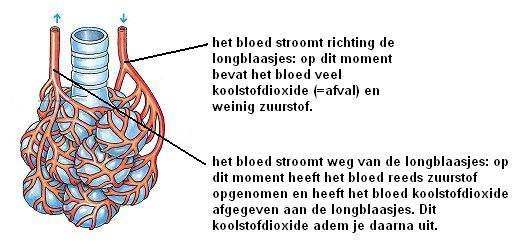 het bloed stroomt richting de
longblaasjes: op dit moment
bevat het bloed veel
koolstofdioxide (=afval) en
weinig zuurstof.
het bloed stroomt weg van de longblaasjes: op
dit moment heeft het bloed reeds zuurstof
opgenomen en heeft het bloed koolstofdioxide
afgegeven aan de longblaasjes. Dit
koolstofdioxide adem je daarna uit.